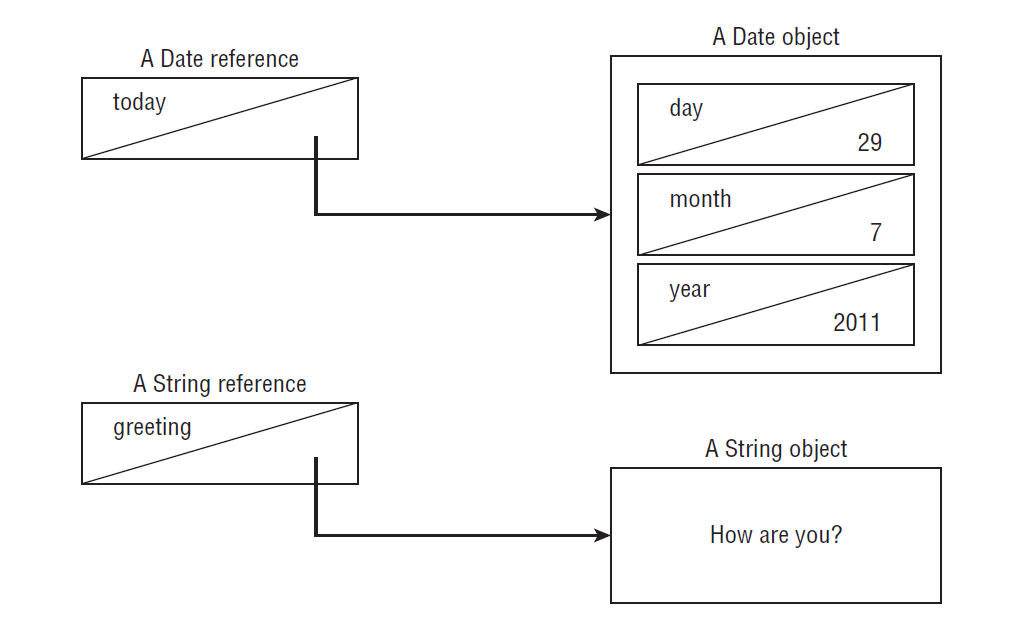 A Date reference
today
A Date object
day
29
month
7
year
2011
A String reference
greeting
A String object
How are you?